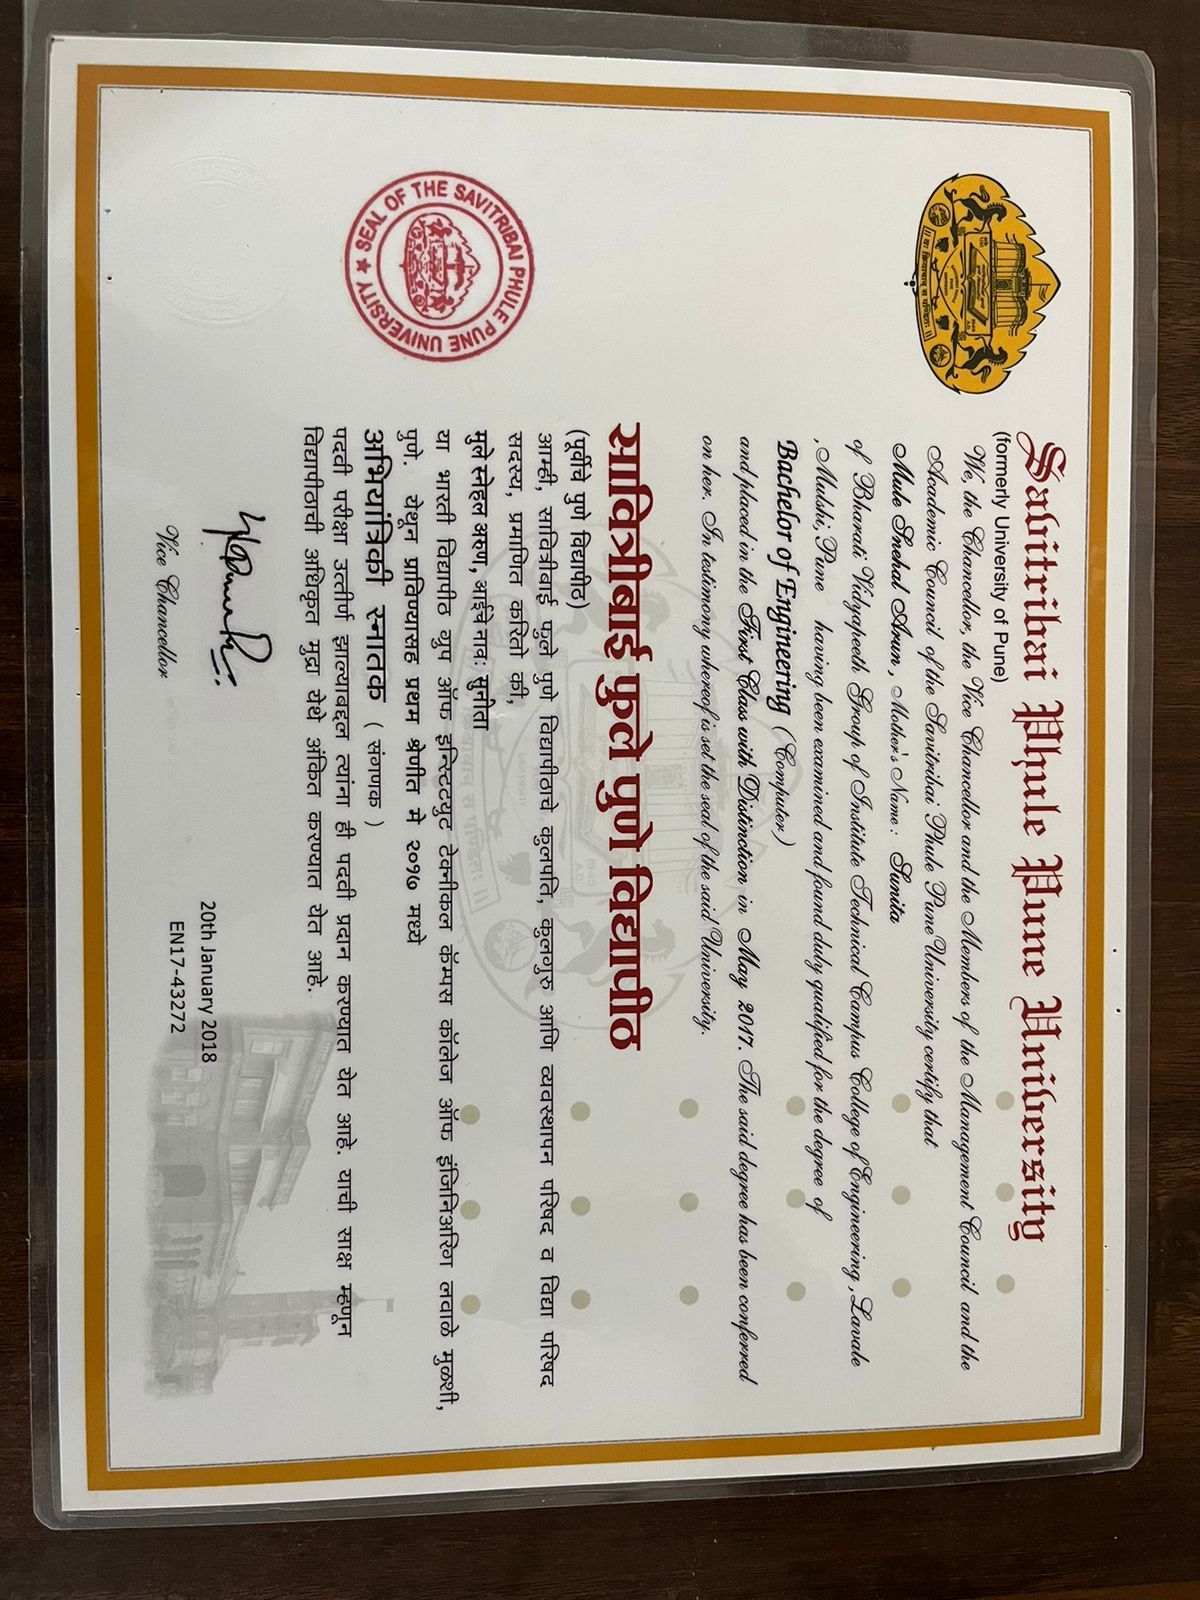 Savitribai Phule Pune University
(formerly University of Pune)
We, the Chancellor, the Vice Chancellor and the Members of the Management Council and the
Academic Council of the Savitribai Phule Pune University certify that
Mule Snehal Arun , Mother's Name : Sunita
of Bharati Vidyapeeth Group of Institute Technical Campus College of Engineering , Lavale
, Mulshi, Pune having been examined and found duly qualified for the degree of
Bachelor of Engineering ( Computer )
and placed in the First Class with Distinction in May 2017. The said degree has been conferred
on her. In testimony whereof is set the seal of the said University.
सावित्रीबाई फुले पुणे विद्यापीठ
(पूर्वीचे पुणे विद्यापीठ)
आम्ही, सावित्रीबाई फुले पुणे विद्यापीठाचे कुलपति, कुलगुरु आणि व्यवस्थापन परिषद व विद्या परिषद
सदस्य, प्रमाणित करितो की,
मुले स्नेहल अरुण, आईचे नाव: सुनीता
या भारती विद्यापीठ ग्रुप ऑफ इन्स्टिट्युट टेक्नीकल कॅम्पस कॉलेज ऑफ इंजिनिअरिंग लवाळे मुळशी,
पुणे. येथून प्राविण्यासह प्रथम श्रेणीत मे २०१७ मध्ये
अभियांत्रिकी स्नातक ( संगणक )
पदवी परीक्षा उत्तीर्ण झाल्याबद्दल त्यांना ही पदवी प्रदान करण्यात येत आहे. याची साक्ष म्हणून
विद्यापीठाची अधिकृत मुद्रा येथे अंकित करण्यात येत आहे.
SEAL OF THE SAVITRIBAI PHULE PUNE UNIVERSITY
Vice Chancellor
20th January 2018
EN17-43272